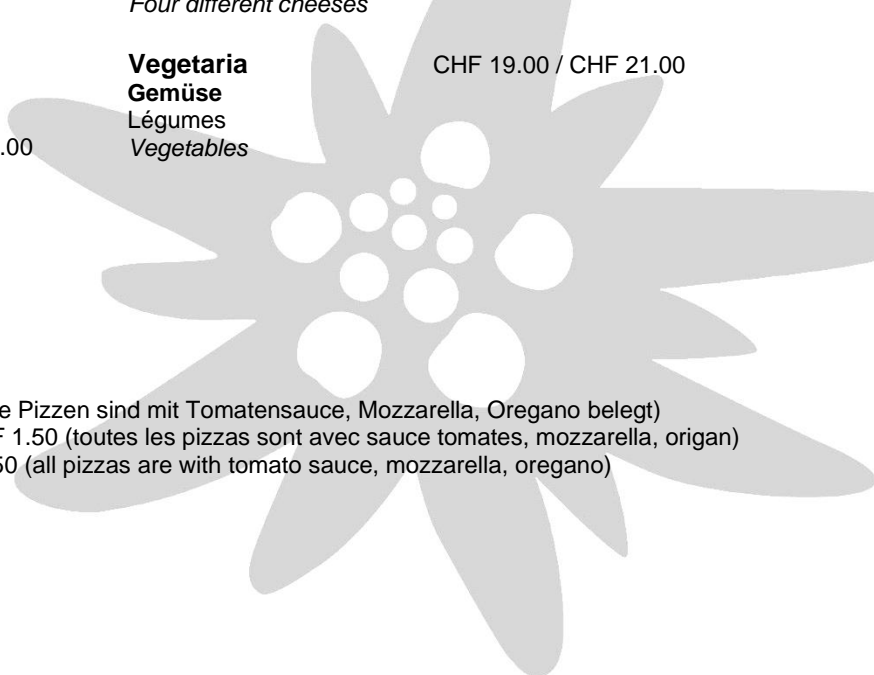 Four different cheeses
Vegetaria CHF 19.00 / CHF 21.00
Gemüse
Légumes
.00 Vegetables
e Pizzen sind mit Tomatensauce, Mozzarella, Oregano belegt)
F 1.50 (toutes les pizzas sont avec sauce tomates, mozzarella, origan)
50 (all pizzas are with tomato sauce, mozzarella, oregano)